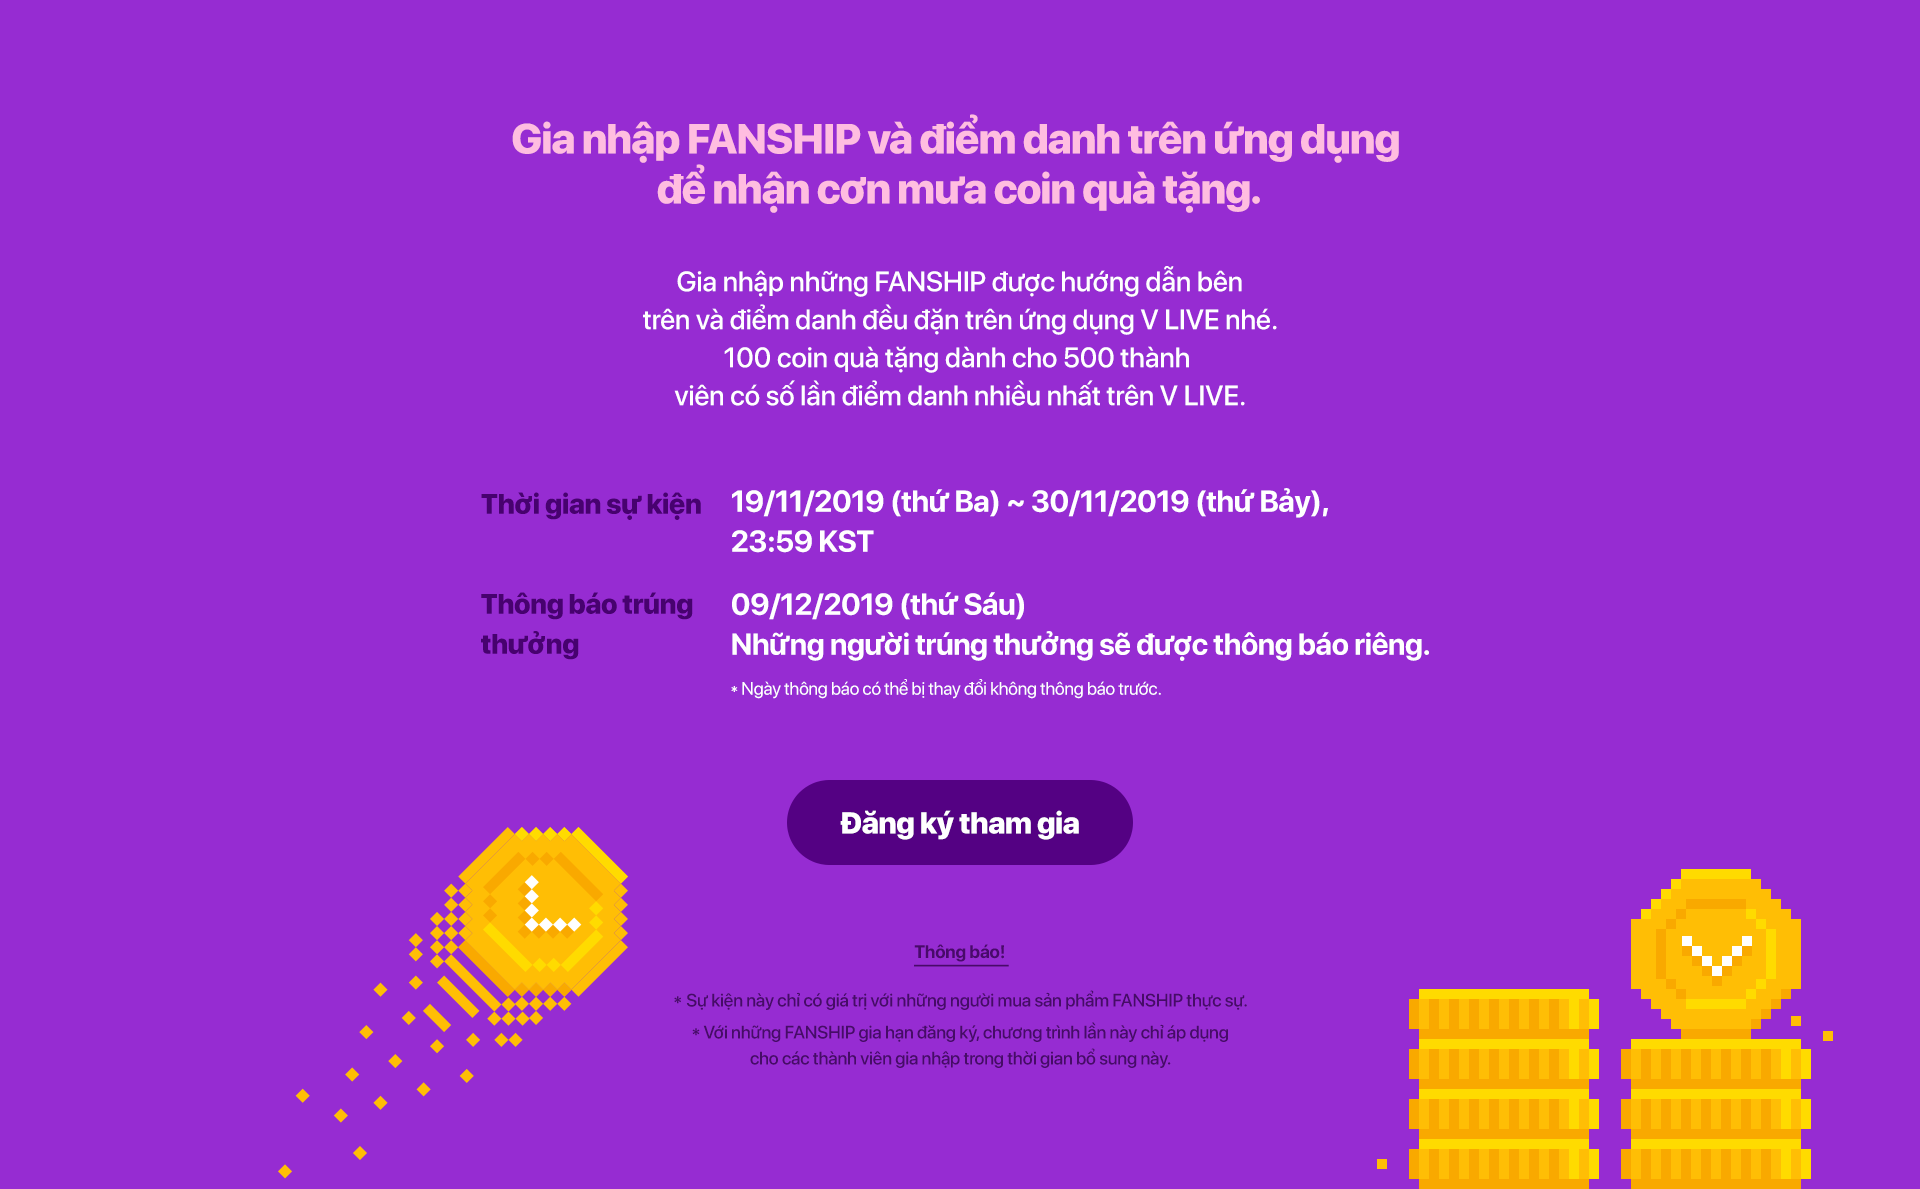 Gia nhập FANSHIP và điểm danh trên ứng dụng
để nhận cơn mưa coin quà tặng.
Gia nhập những FANSHIP được hướng dẫn bên
trên và điểm danh đều đặn trên ứng dụng V LIVE nhé.
100 coin quà tặng dành cho 500 thành
viên có số lần điểm danh nhiều nhất trên V LIVE.
Thời gian sự kiện
19/11/2019 (thứ Ba) ~ 30/11/2019 (thứ Bảy),
23:59 KST
Thông báo trúng
thưởng
09/12/2019 (thứ Sáu)
Những người trúng thưởng sẽ được thông báo riêng.
* Ngày thông báo có thể bị thay đổi không thông báo trước.
Đăng ký tham gia
Thông báo!
* Sự kiện này chỉ có giá trị với những người mua sản phẩm FANSHIP thực sự.
* Với những FANSHIP gia hạn đăng ký, chương trình lần này chỉ áp dụng
cho các thành viên gia nhập trong thời gian bổ sung này.